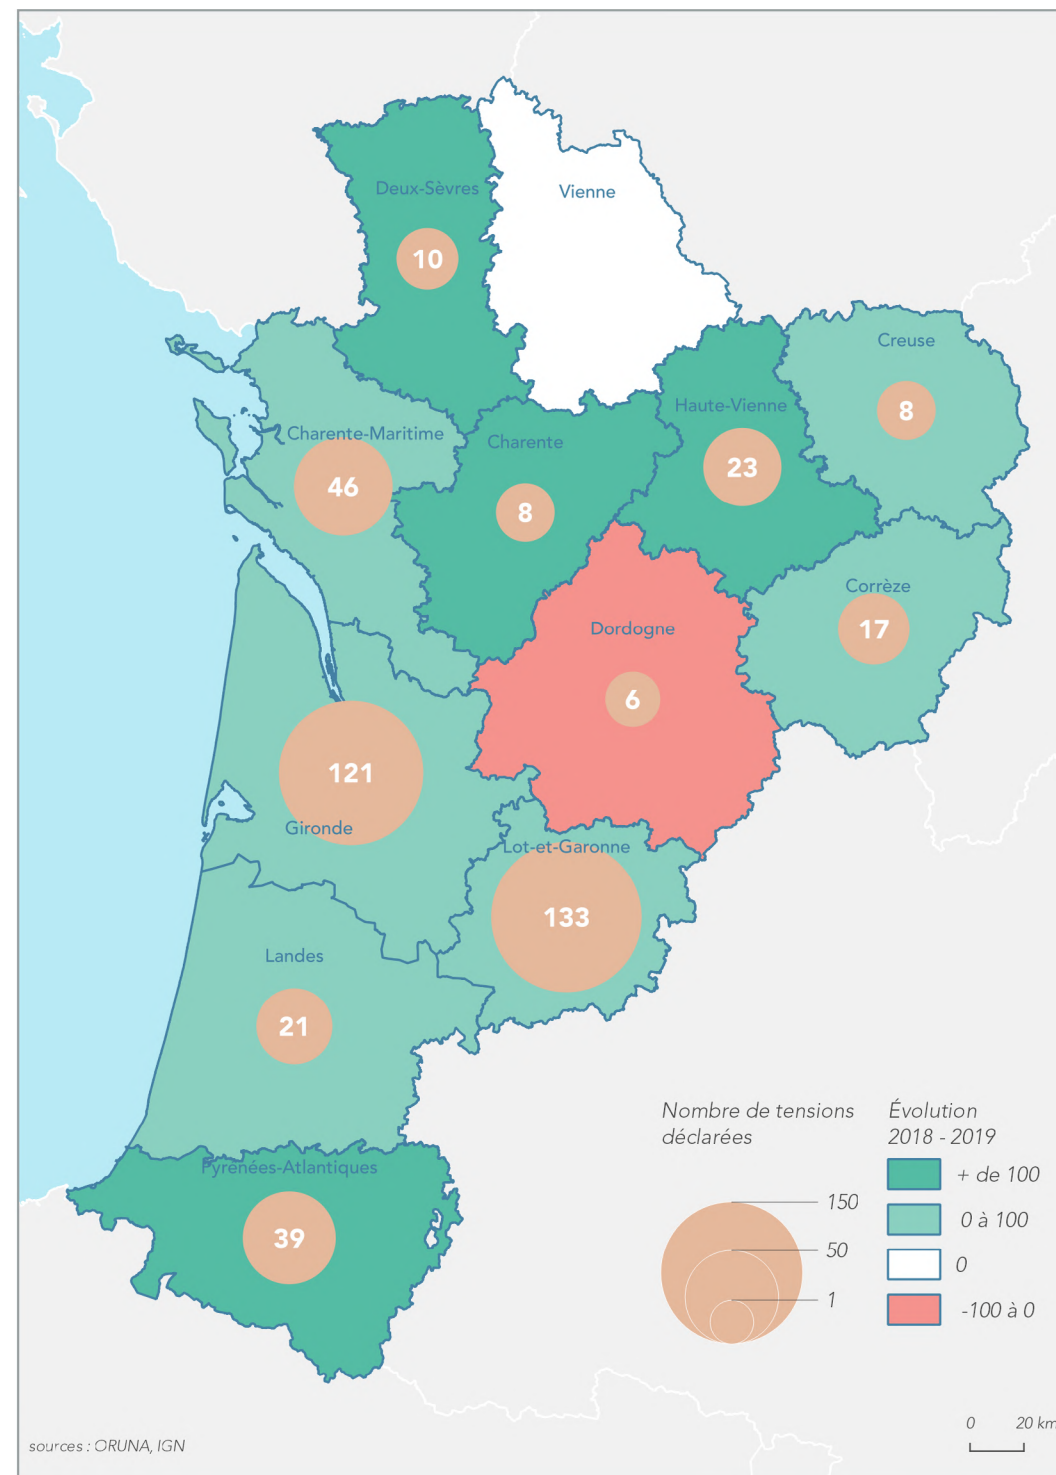 Deux-Sèvres
Vienne
10
Creuse
8
Haute-Vienne
23
Charente-Maritime
46
Charente
8
Corrèze
17
Dordogne
6
121
Gironde
Lot-et-Garonne
133
Landes
21
Pyrénées-Atlantiques
39
Nombre de tensions
déclarées
150
50
1
Évolution
2018 - 2019
+ de 100
0 à 100
0
-100 à 0
0 20 km
sources : ORUNA, IGN